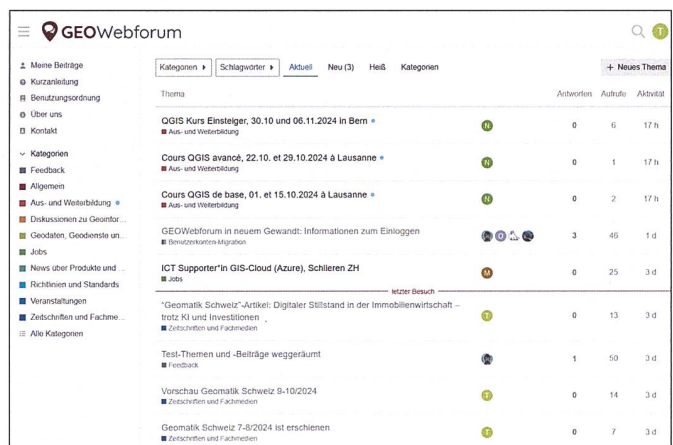 GEOWebforum
T
Meine Beiträge
Kurzanleitung
Benutzungsordnung
Über uns
Kontakt
Kategorien
Feedback
Allgemein
Aus- und Weiterbildung
Diskussionen zu Geoinfor...
Geodaten, Geodienste un...
Jobs
News über Produkte und ...
Richtlinien und Standards
Veranstaltungen
Zeitschriften und Fachme...
Alle Kategorien
Kategorien Schlagwörter Aktuell Neu (3) Heiß Kategorien + Neues Thema
Thema Antworten Aufrufe Aktivität
QGIS Kurs Einsteiger, 30.10 und 06.11.2024 in Bern N 0 6 17 h
Aus- und Weiterbildung
Cours QGIS avancé, 22.10. et 29.10.2024 à Lausanne N 0 1 17 h
Aus- und Weiterbildung
Cours QGIS de base, 01. et 15.10.2024 à Lausanne N 0 2 17 h
Aus- und Weiterbildung
GEOWebforum in neuem Gewandt: Informationen zum Einloggen 3 46 1 d
Benutzerkonten-Migration
ICT Supporter*in GIS-Cloud (Azure), Schlieren ZH M 0 25 3 d
Jobs
letzter Besuch
"Geomatik Schweiz"-Artikel: Digitaler Stillstand in der Immobilienwirtschaft –
trotz KI und Investitionen T 0 13 3 d
Zeitschriften und Fachmedien
Test-Themen und -Beiträge weggeräumt 1 50 3 d
Feedback
Vorschau Geomatik Schweiz 9-10/2024 T 0 14 3 d
Zeitschriften und Fachmedien
Geomatik Schweiz 7-8/2024 ist erschienen T 0 7 3 d
Zeitschriften und Fachmedien